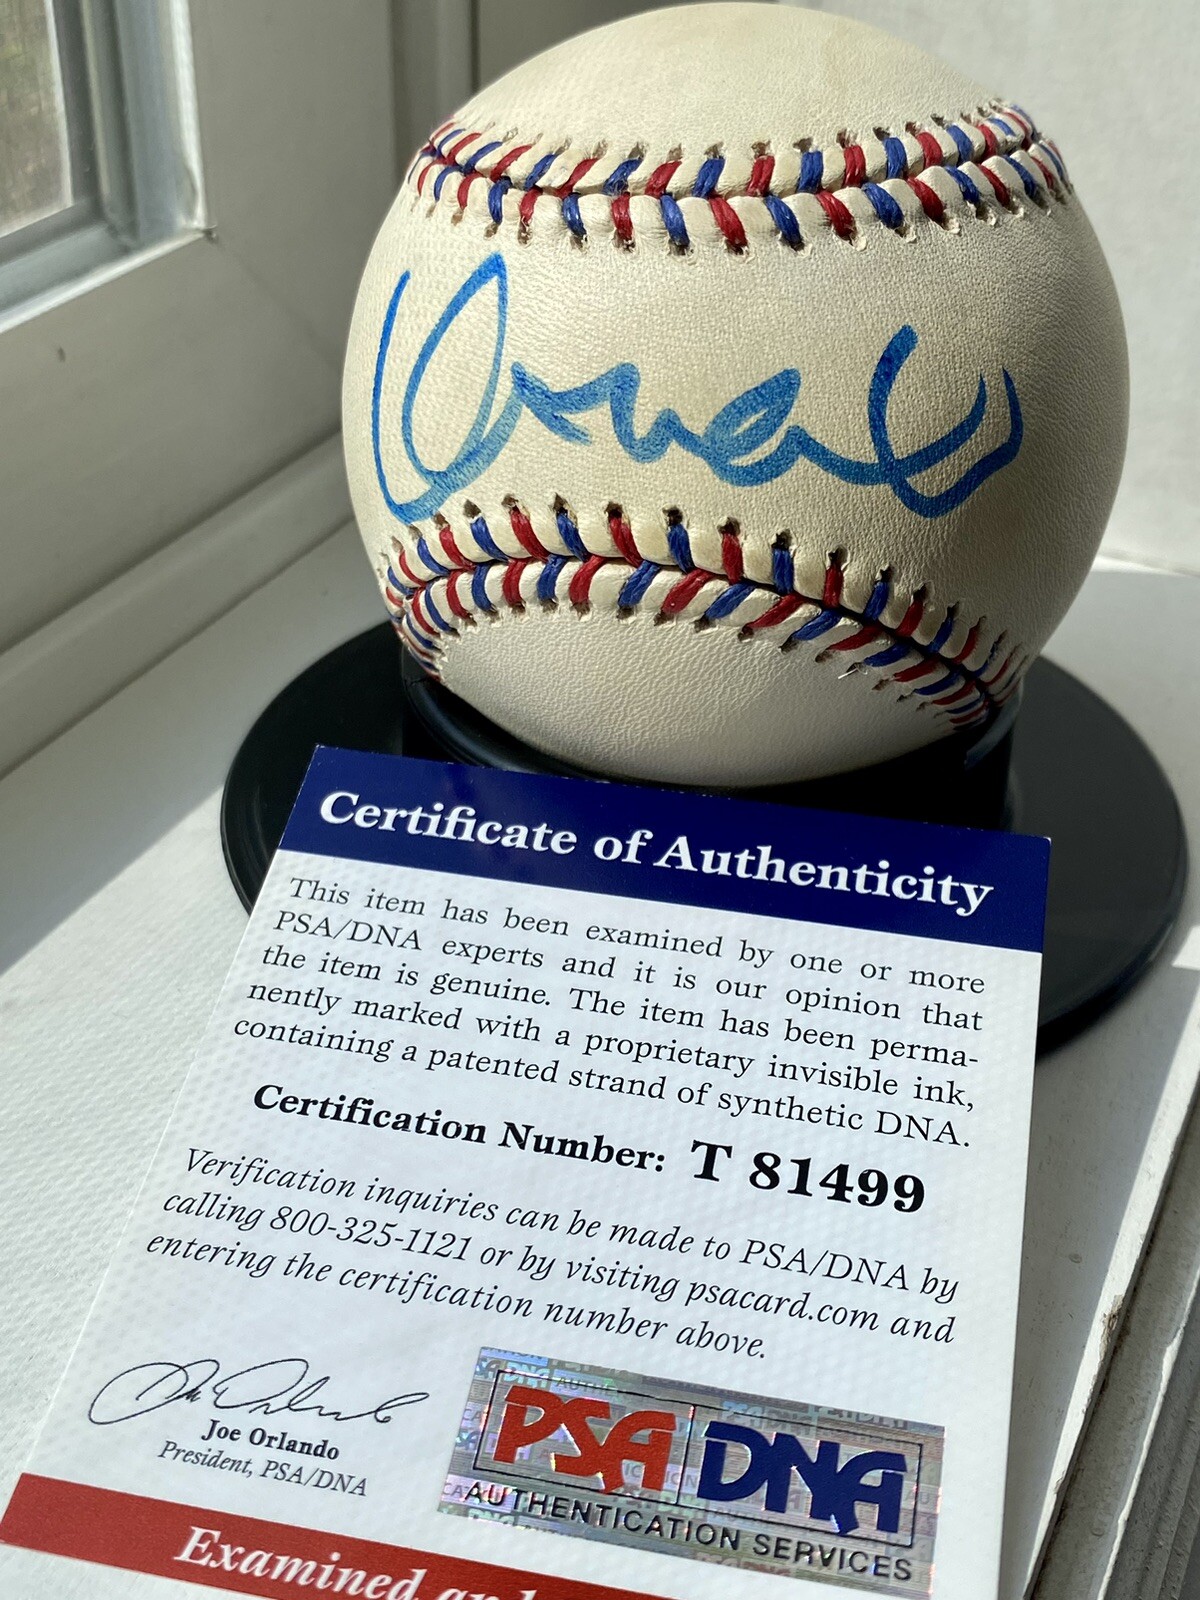 Certificate of Authenticity
This item has been examined by one or more
PSA/DNA experts and it is our opinion that
the item is genuine. The item has been perma-
nently marked with a proprietary invisible ink,
containing a patented strand of synthetic DNA.
Certification Number: T 81499
Verification inquiries can be made to PSA/DNA by
calling 800-325-1121 or by visiting psacard.com and
entering the certification number above.
Joe Orlando
President, PSA/DNA
PSA DNA
AUTHENTICATION SERVICES
Examined and